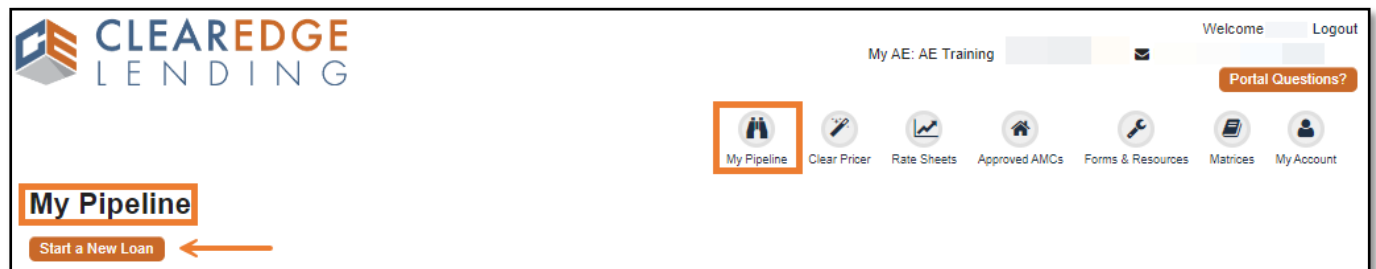 CLEAREDGE
LENDING
Welcome Logout
My AE: AE Training
Portal Questions?
My Pipeline Clear Pricer Rate Sheets Approved AMCs Forms & Resources Matrices My Account
My Pipeline
Start a New Loan